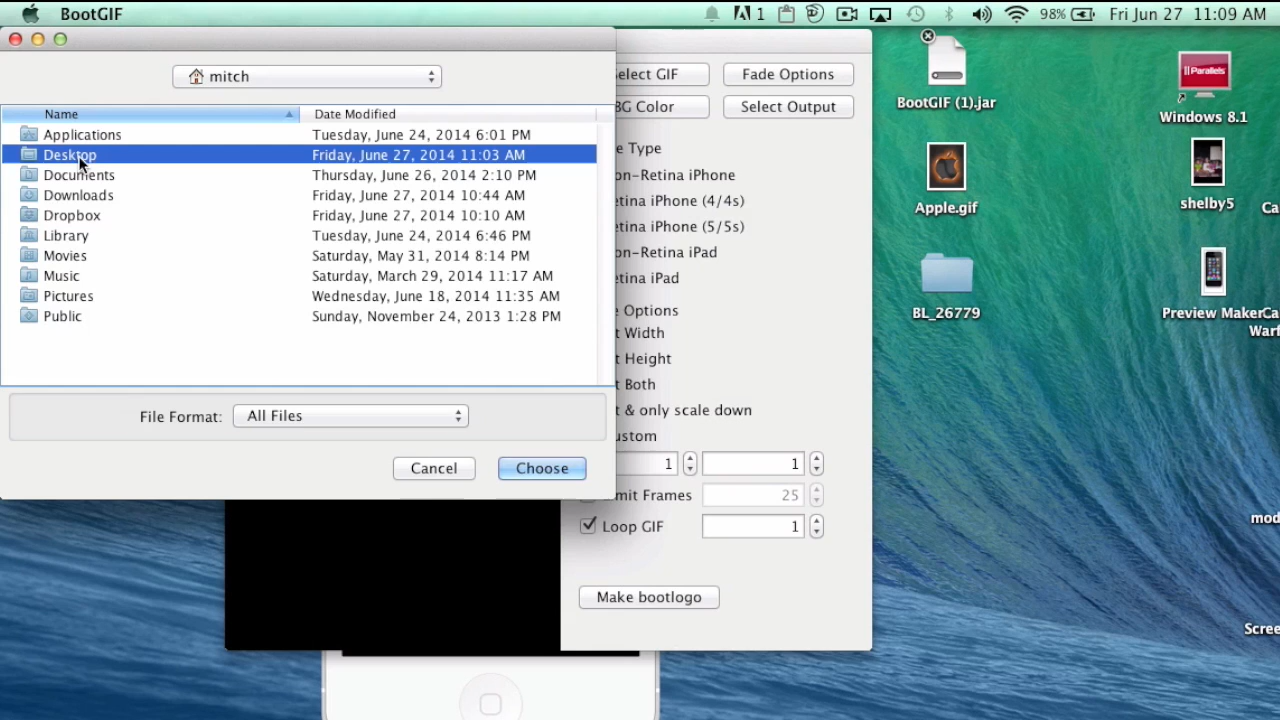 BootGIF
1
98%
Fri Jun 27 11:09 AM
mitch
Name Date Modified
Applications Tuesday, June 24, 2014 6:01 PM
Desktop Friday, June 27, 2014 11:03 AM
Documents Thursday, June 26, 2014 2:10 PM
Downloads Friday, June 27, 2014 10:44 AM
Dropbox Friday, June 27, 2014 10:10 AM
Library Tuesday, June 24, 2014 6:46 PM
Movies Saturday, May 31, 2014 8:14 PM
Music Saturday, March 29, 2014 11:17 AM
Pictures Wednesday, June 18, 2014 11:35 AM
Public Sunday, November 24, 2013 1:28 PM
File Format: All Files
Cancel Choose
elect GIF Fade Options
BG Color Select Output
e Type
on-Retina iPhone
etina iPhone (4/4s)
etina iPhone (5/5s)
on-Retina iPad
etina iPad
e Options
t Width
t Height
t Both
t & only scale down
ustom
1 1
mit Frames 25
Loop GIF 1
Make bootlogo
BootGIF (1).jar
Parallels
Windows 8.1
Apple.gif
shelby5
Ca
BL_26779
Preview Maker
Ca
Warf
mod
Scree